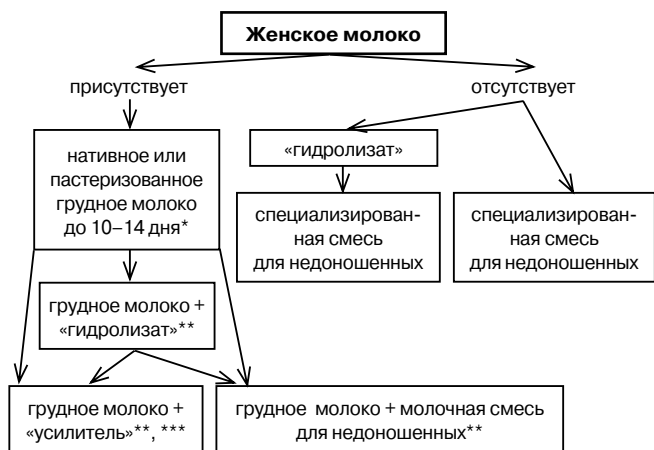 Женское молоко
присутствует
отсутствует
нативное или
пастеризованное
грудное молоко
до 10–14 дня*
«гидролизат»
специализирован-
ная смесь
для недоношенных
специализирован-
ная смесь
для недоношенных
грудное молоко +
«гидролизат»**
грудное молоко +
«усилитель»**, ***
грудное молоко + молочная смесь
для недоношенных**